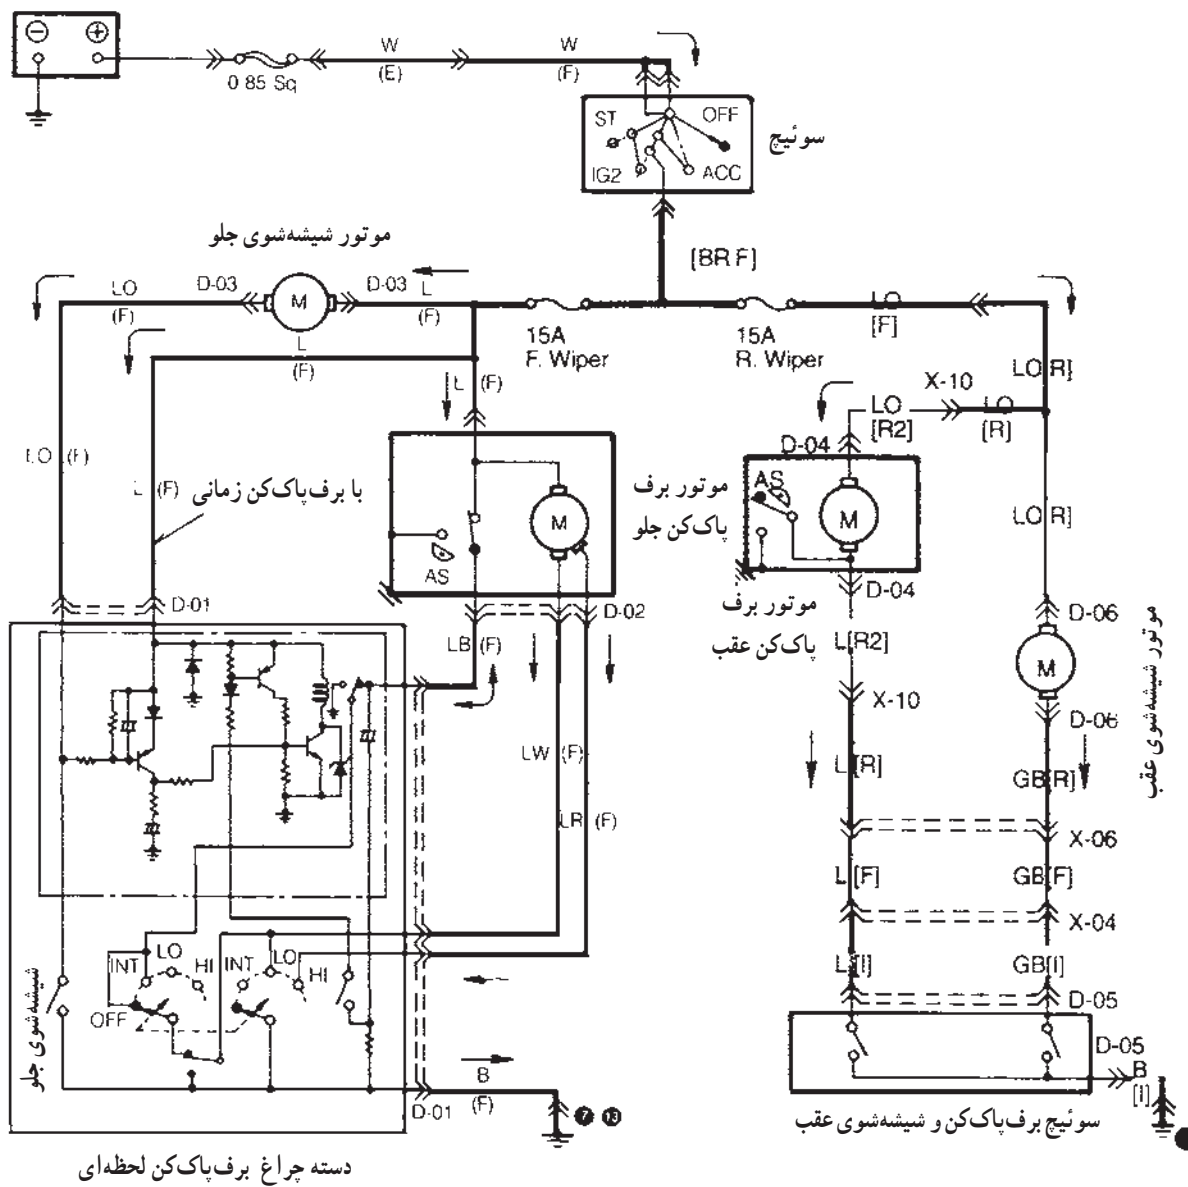 W
W
(E)
(F)
0 85 Sq
ST
OFF
سوئیچ
IG2
ACC
موتور شیشه‌شوی جلو
[BR F]
LO
D-03
M
D-03
L
(F)
(F)
LO
[F]
15A
F. Wiper
15A
R. Wiper
L
(F)
LO[R]
X-10
L (F)
LO
[R2]
LO
[R]
D-04
LO (F)
L (F)
با برف‌پاک‌کن زمانی
AS
M
موتور برف
پاک‌کن جلو
AS
M
LO[R]
D-01
D-02
D-04
موتور برف
پاک‌کن عقب
D-06
LB (F)
L[R2]
M
موتور شیشه‌شوی عقب
X-10
D-06
LW (F)
L[R]
GB[R]
LR (F)
X-06
L[F]
GB[F]
X-04
INT
LO
HI
INT
LO
HI
L[I]
GB[I]
OFF
D-05
شیشه‌شوی جلو
D-05
B
[I]
B
(F)
D-01
7 13
سوئیچ برف‌پاک‌کن و شیشه‌شوی عقب
دسته چراغ برف‌پاک‌کن لحظه‌ای